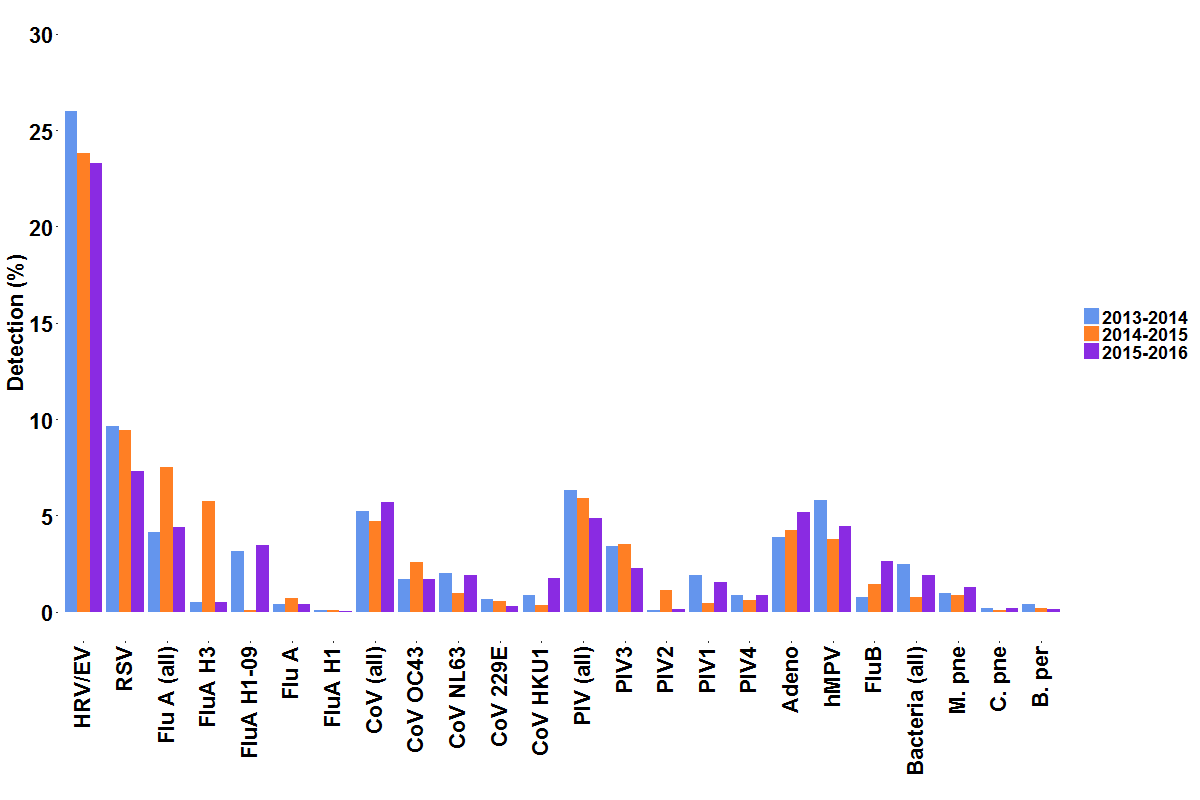 30
25
20
15
10
5
0
Detection (%)
HRV/EV
RSV
Flu A (all)
FluA H3
FluA H1-09
Flu A
FluA H1
CoV (all)
CoV OC43
CoV NL63
CoV 229E
CoV HKU1
PIV (all)
PIV3
PIV2
PIV1
PIV4
Adeno
hMPV
FluB
Bacteria (all)
M. pne
C. pne
B. per
2013-2014
2014-2015
2015-2016